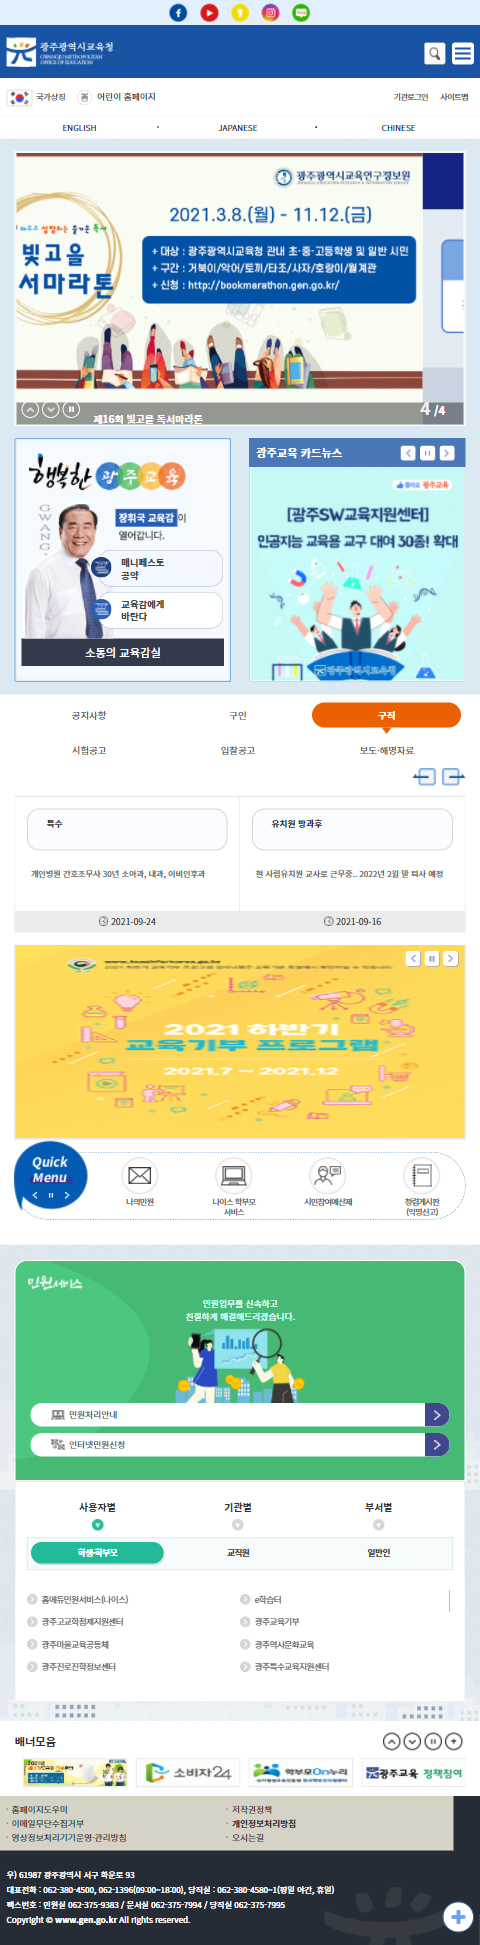 광주광역시교육청
GWANGJU METROPOLITAN
OFFICE OF EDUCATION
국가상징
어린이 홈페이지
기관로그인
사이트맵
ENGLISH
JAPANESE
CHINESE
광주광역시교육연구정보원
2021.3.8.(월) - 11.12.(금)
빛고을
서마라톤
+ 대상 : 광주광역시교육청 관내 초·중·고등학생 및 일반 시민
+ 구간 : 거북이/악어/토끼/타조/사자/호랑이/월계관
+ 신청 : http://bookmarathon.gen.go.kr/
제16회 빛고을 독서마라톤
4 /4
행복한 광주교육
GWANGJ
장휘국 교육감이
열어갑니다.
매니페스토
공약
교육감에게
바란다
소통의 교육감실
광주교육 카드뉴스
광주교육
[광주SW교육지원센터]
인공지능 교육용 교구 대여 30종! 확대
광주광역시교육청
공지사항
구인
구직
시험공고
입찰공고
보도·해명자료
특수
유치원 방과후
개인병원 간호조무사 30년 소아과, 내과, 이비인후과
현 사립유치원 교사로 근무중.. 2022년 2월 말 퇴사 예정
2021-09-24
2021-09-16
2021 하반기
교육기부 프로그램
2021.7 ~ 2021.12
Quick
Menu
나의민원
나이스 학부모
서비스
시민참여예산제
청렴게시판
(익명신고)
민원서비스
민원업무를 신속하고
친절하게 해결해드리겠습니다.
민원처리안내
인터넷민원신청
사용자별
기관별
부서별
학생·학부모
교직원
일반인
홈에듀민원서비스(나이스)
e학습터
광주고교학점제지원센터
광주교육기부
광주마을교육공동체
광주역사문화교육
광주진로진학정보센터
광주특수교육지원센터
배너모음
소비자24
학부모On누리
광주교육 정책참여
홈페이지도우미
저작권정책
이메일무단수집거부
개인정보처리방침
영상정보처리기기운영·관리방침
오시는길
우) 61987 광주광역시 서구 화운로 93
대표전화 : 062-380-4500, 062-1396(09:00~18:00), 당직실 : 062-380-4580~1(평일 야간, 휴일)
팩스번호 : 민원실 062-375-9383 / 문서실 062-375-7994 / 당직실 062-375-7995
Copyright © www.gen.go.kr All rights reserved.